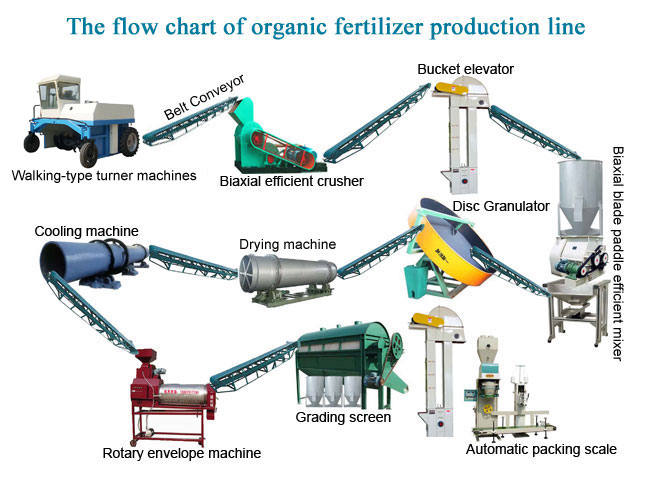 The flow chart of organic fertilizer production line
Bucket elevator
Belt Conveyor
Walking-type turner machines
Biaxial efficient crusher
Biaxial blade paddle efficient mixer
Disc Granulator
Cooling machine
Drying machine
Grading screen
Rotary envelope machine
Automatic packing scale